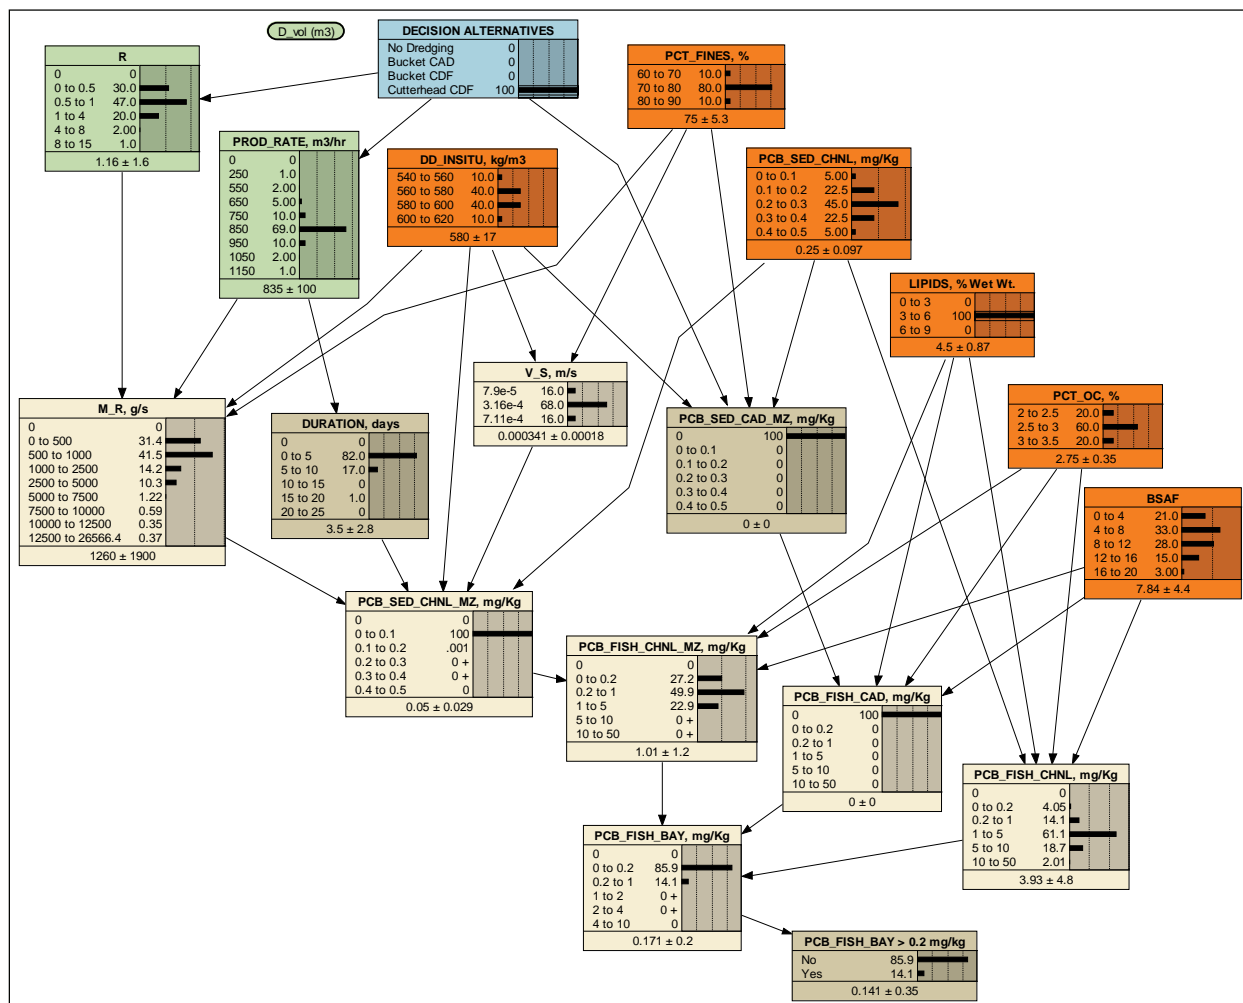 D_vol (m3)
DECISION ALTERNATIVES
No Dredging 0
Bucket CAD 0
Bucket CDF 0
Cutterhead CDF 100
R
0 0
0 to 0.5 30.0
0.5 to 1 47.0
1 to 4 20.0
4 to 8 2.00
8 to 15 1.0
1.16 ± 1.6
PCT_FINES, %
60 to 70 10.0
70 to 80 80.0
80 to 90 10.0
75 ± 5.3
PROD_RATE, m3/hr
0 0
250 1.0
550 2.00
650 5.00
750 10.0
850 69.0
950 10.0
1050 2.00
1150 1.0
835 ± 100
DD_INSITU, kg/m3
540 to 560 10.0
560 to 580 40.0
580 to 600 40.0
600 to 620 10.0
580 ± 17
PCB_SED_CHNL, mg/Kg
0 to 0.1 5.00
0.1 to 0.2 22.5
0.2 to 0.3 45.0
0.3 to 0.4 22.5
0.4 to 0.5 5.00
0.25 ± 0.097
LIPIDS, % Wet Wt.
0 to 3 0
3 to 6 100
6 to 9 0
4.5 ± 0.87
V_S, m/s
7.9e-5 16.0
3.16e-4 68.0
7.11e-4 16.0
0.000341 ± 0.00018
M_R, g/s
0 0
0 to 500 31.4
500 to 1000 41.5
1000 to 2500 14.2
2500 to 5000 10.3
5000 to 7500 1.22
7500 to 10000 0.59
10000 to 12500 0.35
12500 to 26566.4 0.37
1260 ± 1900
DURATION, days
0 0
0 to 5 82.0
5 to 10 17.0
10 to 15 0
15 to 20 1.0
20 to 25 0
3.5 ± 2.8
PCB_SED_CAD_MZ, mg/Kg
0 100
0 to 0.1 0
0.1 to 0.2 0
0.2 to 0.3 0
0.3 to 0.4 0
0.4 to 0.5 0
0 ± 0
PCT_OC, %
2 to 2.5 20.0
2.5 to 3 60.0
3 to 3.5 20.0
2.75 ± 0.35
BSAF
0 to 4 21.0
4 to 8 33.0
8 to 12 28.0
12 to 16 15.0
16 to 20 3.00
7.84 ± 4.4
PCB_SED_CHNL_MZ, mg/Kg
0 0
0 to 0.1 100
0.1 to 0.2 .001
0.2 to 0.3 0 +
0.3 to 0.4 0 +
0.4 to 0.5 0
0.05 ± 0.029
PCB_FISH_CHNL_MZ, mg/Kg
0 0
0 to 0.2 27.2
0.2 to 1 49.9
1 to 5 22.9
5 to 10 0 +
10 to 50 0 +
1.01 ± 1.2
PCB_FISH_CAD, mg/Kg
0 100
0 to 0.2 0
0.2 to 1 0
1 to 5 0
5 to 10 0
10 to 50 0
0 ± 0
PCB_FISH_CHNL, mg/Kg
0 0
0 to 0.2 4.05
0.2 to 1 14.1
1 to 5 61.1
5 to 10 18.7
10 to 50 2.01
3.93 ± 4.8
PCB_FISH_BAY, mg/Kg
0 0
0 to 0.2 85.9
0.2 to 1 14.1
1 to 2 0 +
2 to 4 0 +
4 to 10 0
0.171 ± 0.2
PCB_FISH_BAY > 0.2 mg/kg
No 85.9
Yes 14.1
0.141 ± 0.35